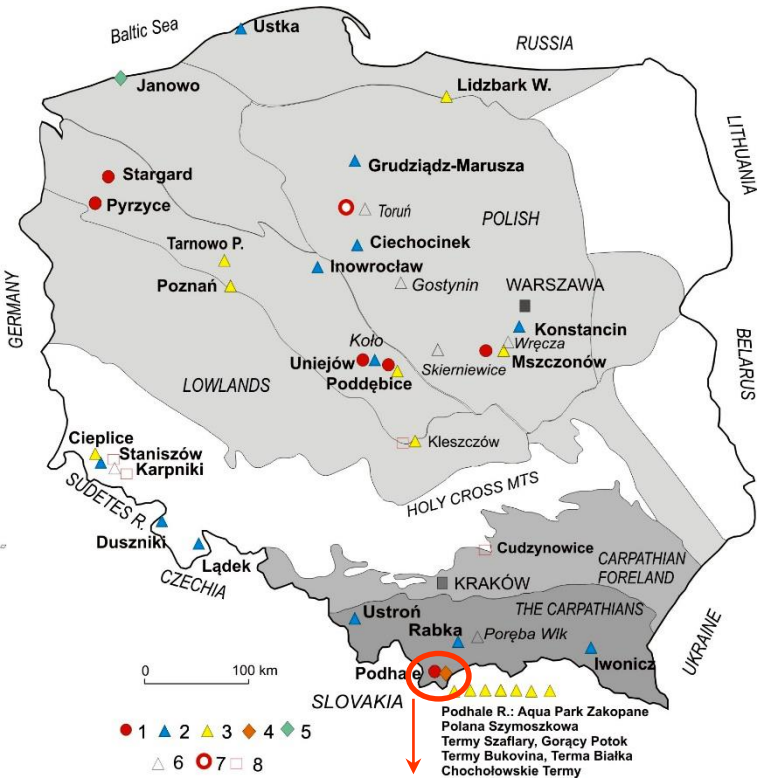 Baltic Sea
Ustka
RUSSIA
Janowo
Lidzbark W.
LITHUANIA
Grudziądz-Marusza
Stargard
Pyrzyce
Toruń
POLISH
Tarnowo P.
Ciechocinek
Inowrocław
Poznań
Gostynin
WARSZAWA
GERMANY
Konstancin
Koło
Wręcza
Uniejów
Skierniewice
Mszczonów
BELARUS
LOWLANDS
Poddębice
Cieplice
Kleszczów
Staniszów
Karpniki
HOLY CROSS MTS
SUDETES R.
Duszniki
Lądek
Cudzynowice
CARPATHIAN
FORELAND
CZECHIA
KRAKÓW
THE CARPATHIANS
Ustroń
Rabka
Poręba Wlk
UKRAINE
Iwonicz
0 100 km
Podhale
SLOVAKIA
Podhale R.: Aqua Park Zakopane
Polana Szymoszkowa
Termy Szaflary, Gorący Potok
Termy Bukovina, Terma Białka
Chochołowskie Termy
1 2 3 4 5
6 7 8